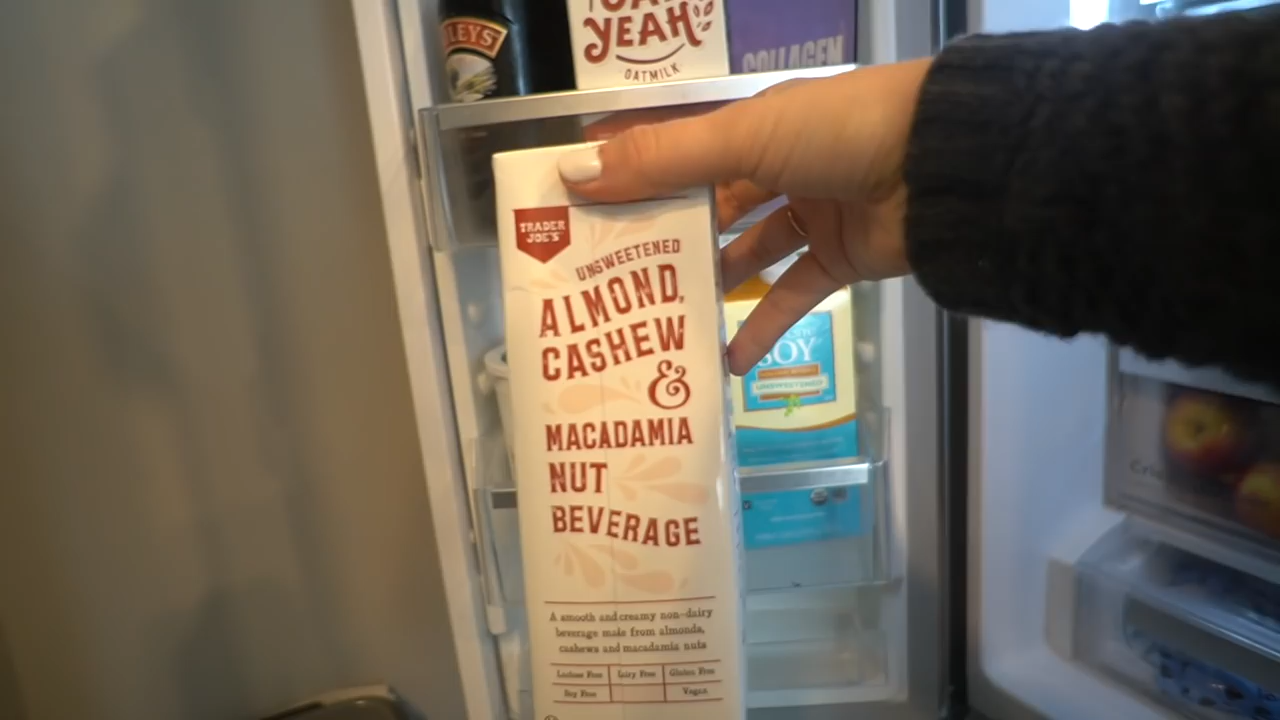 YEAH
OATMILK
COLLAGEN
TRADER
JOE'S
UNSWEETENED
ALMOND,
CASHEW
&
MACADAMIA
NUT
BEVERAGE
A smooth and creamy non-dairy
beverage made from almonds,
cashews and macadamia nuts
Lactose Free Dairy Free Gluten Free
Soy Free Vegan
SOY
UNSWEETENED